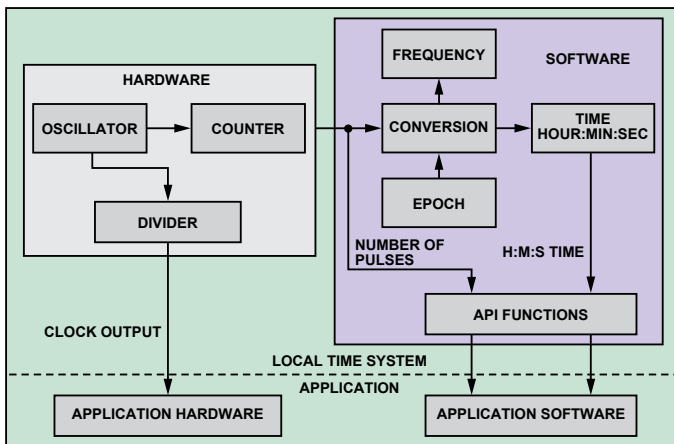 HARDWARE
OSCILLATOR
COUNTER
DIVIDER
SOFTWARE
FREQUENCY
CONVERSION
TIME
HOUR:MIN:SEC
EPOCH
NUMBER OF
PULSES
H:M:S TIME
API FUNCTIONS
CLOCK OUTPUT
LOCAL TIME SYSTEM
APPLICATION
APPLICATION HARDWARE
APPLICATION SOFTWARE